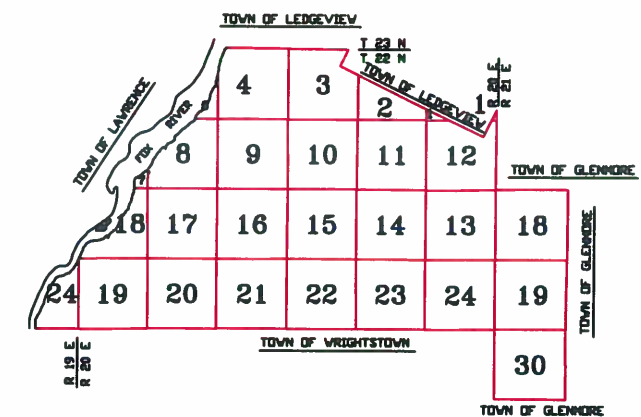 TOWN OF LEDGEVIEW
T 23 N
T 22 N
TOWN OF LEDGEVIEW
R 20 E
R 21 E
TOWN OF LAWRENCE
FOX RIVER
4 3 2 1
8 9 10 11 12
TOWN OF GLENMORE
7
18 17 16 15 14 13 18
TOWN OF GLENMORE
24 19 20 21 22 23 24 19
R 19 E
R 20 E
TOWN OF WRIGHTSTOWN
30
TOWN OF GLENMORE